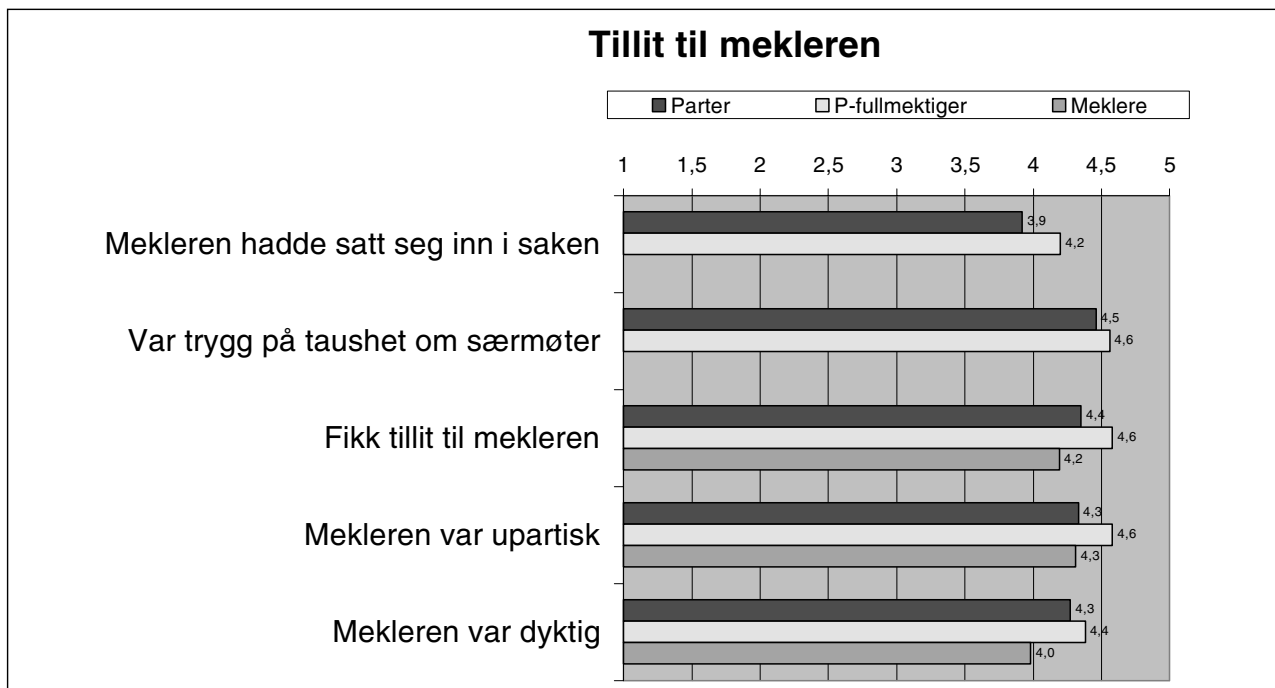 Tillit til mekleren
Parter P-fullmektiger Meklere
1 1,5 2 2,5 3 3,5 4 4,5 5
Mekleren hadde satt seg inn i saken
3,9
4,2
Var trygg på taushet om særmøter
4,5
4,6
Fikk tillit til mekleren
4,4
4,6
4,2
Mekleren var upartisk
4,3
4,6
4,3
Mekleren var dyktig
4,3
4,4
4,0